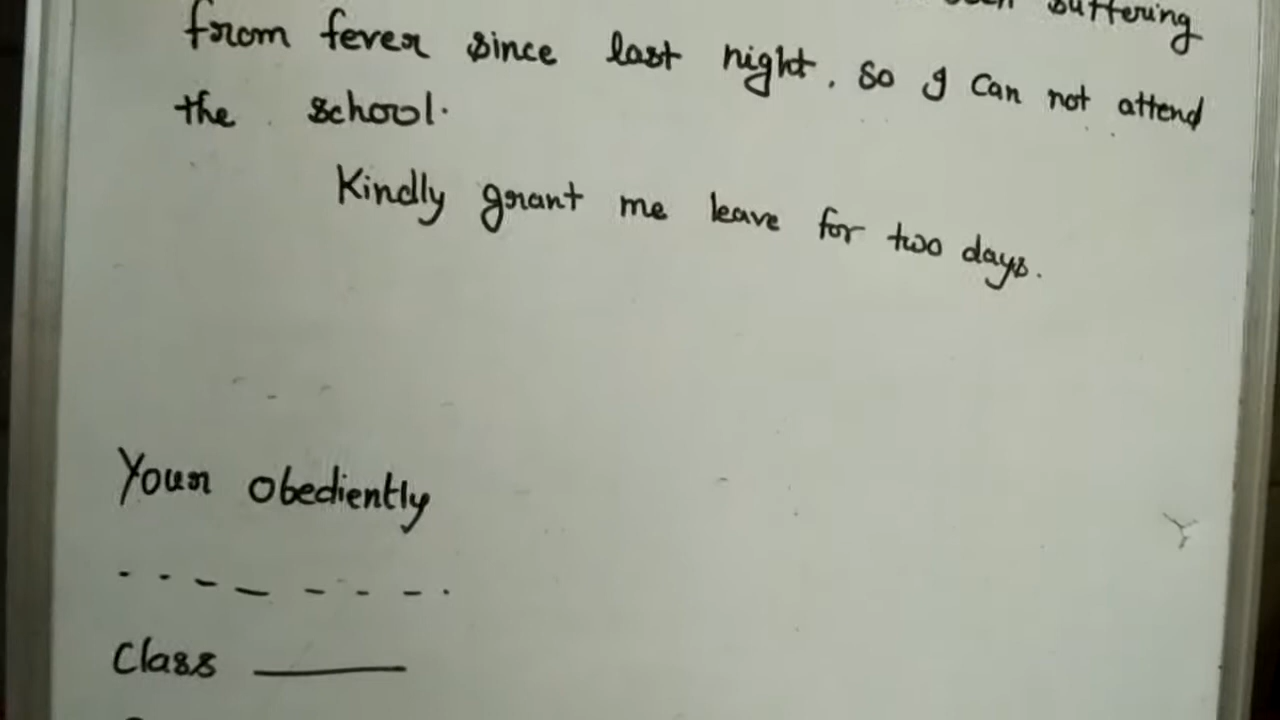 suffering
from fever since last night. So I can not attend
the school.
Kindly grant me leave for two days.
Your obediently
Class